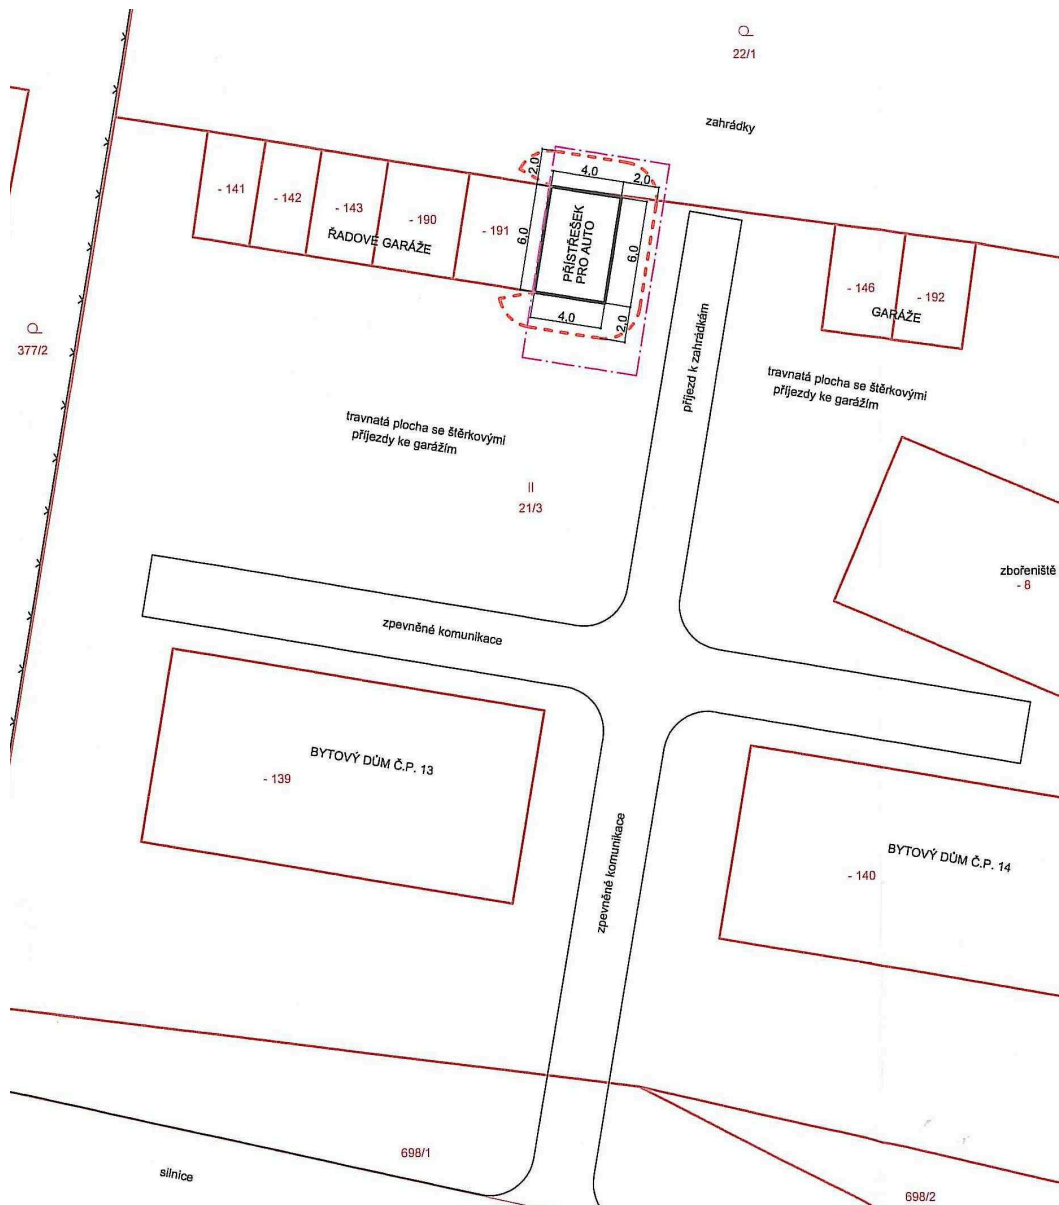 22/1
zahrádky
2,0
4,0
2,0
- 141
- 142
- 143
- 190
- 191
ŘADOVÉ GARÁŽE
6,0
PŘÍSTŘEŠEK
PRO AUTO
6,0
4,0
2,0
- 146
- 192
GARÁŽE
377/2
příjezd k zahrádkám
travnatá plocha se štěrkovými
příjezdy ke garážím
travnatá plocha se štěrkovými
příjezdy ke garážím
21/3
zbořeniště
- 8
zpevněné komunikace
BYTOVÝ DŮM Č.P. 13
- 139
zpevněné komunikace
BYTOVÝ DŮM Č.P. 14
- 140
698/1
silnice
698/2